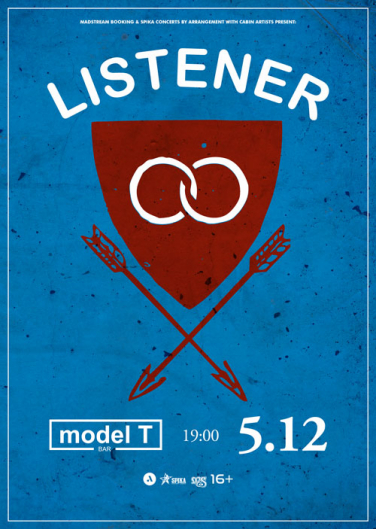 MADSTREAM BOOKING & SPIKA CONCERTS BY ARRANGEMENT WITH CABIN ARTISTS PRESENT:
LISTENER
model T
BAR
19:00
5.12
SPIKA
16+